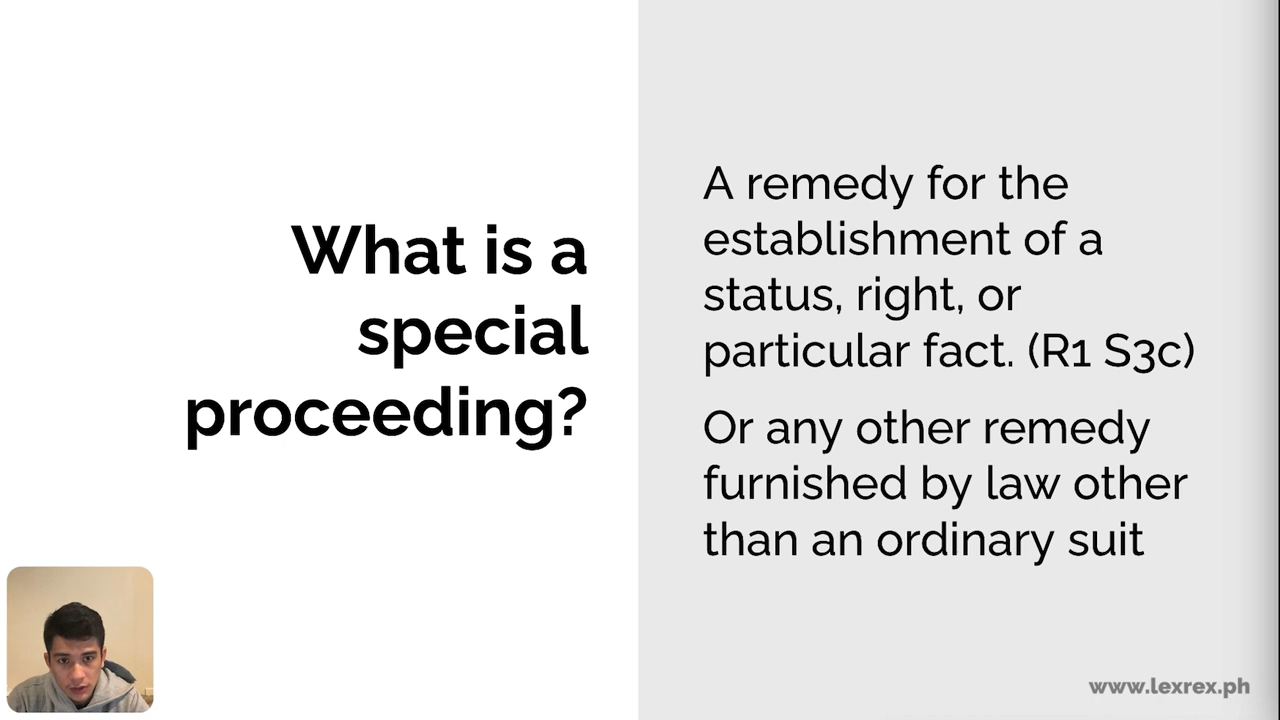 What is a
special
proceeding?
A remedy for the
establishment of a
status, right, or
particular fact. (R1 S3c)
Or any other remedy
furnished by law other
than an ordinary suit
www.lexrex.ph